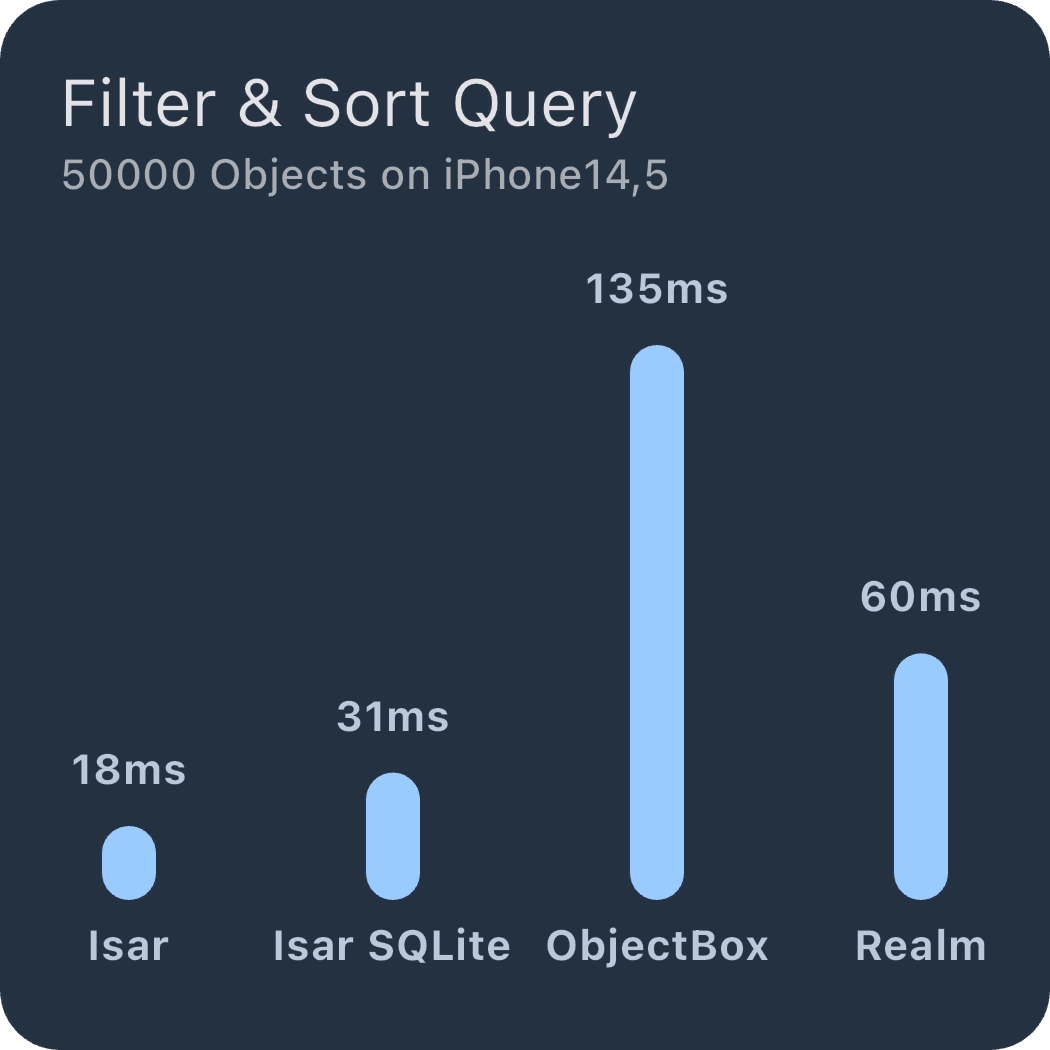 Filter & Sort Query
50000 Objects on iPhone14,5
135ms
60ms
31ms
18ms
Isar Isar SQLite ObjectBox Realm